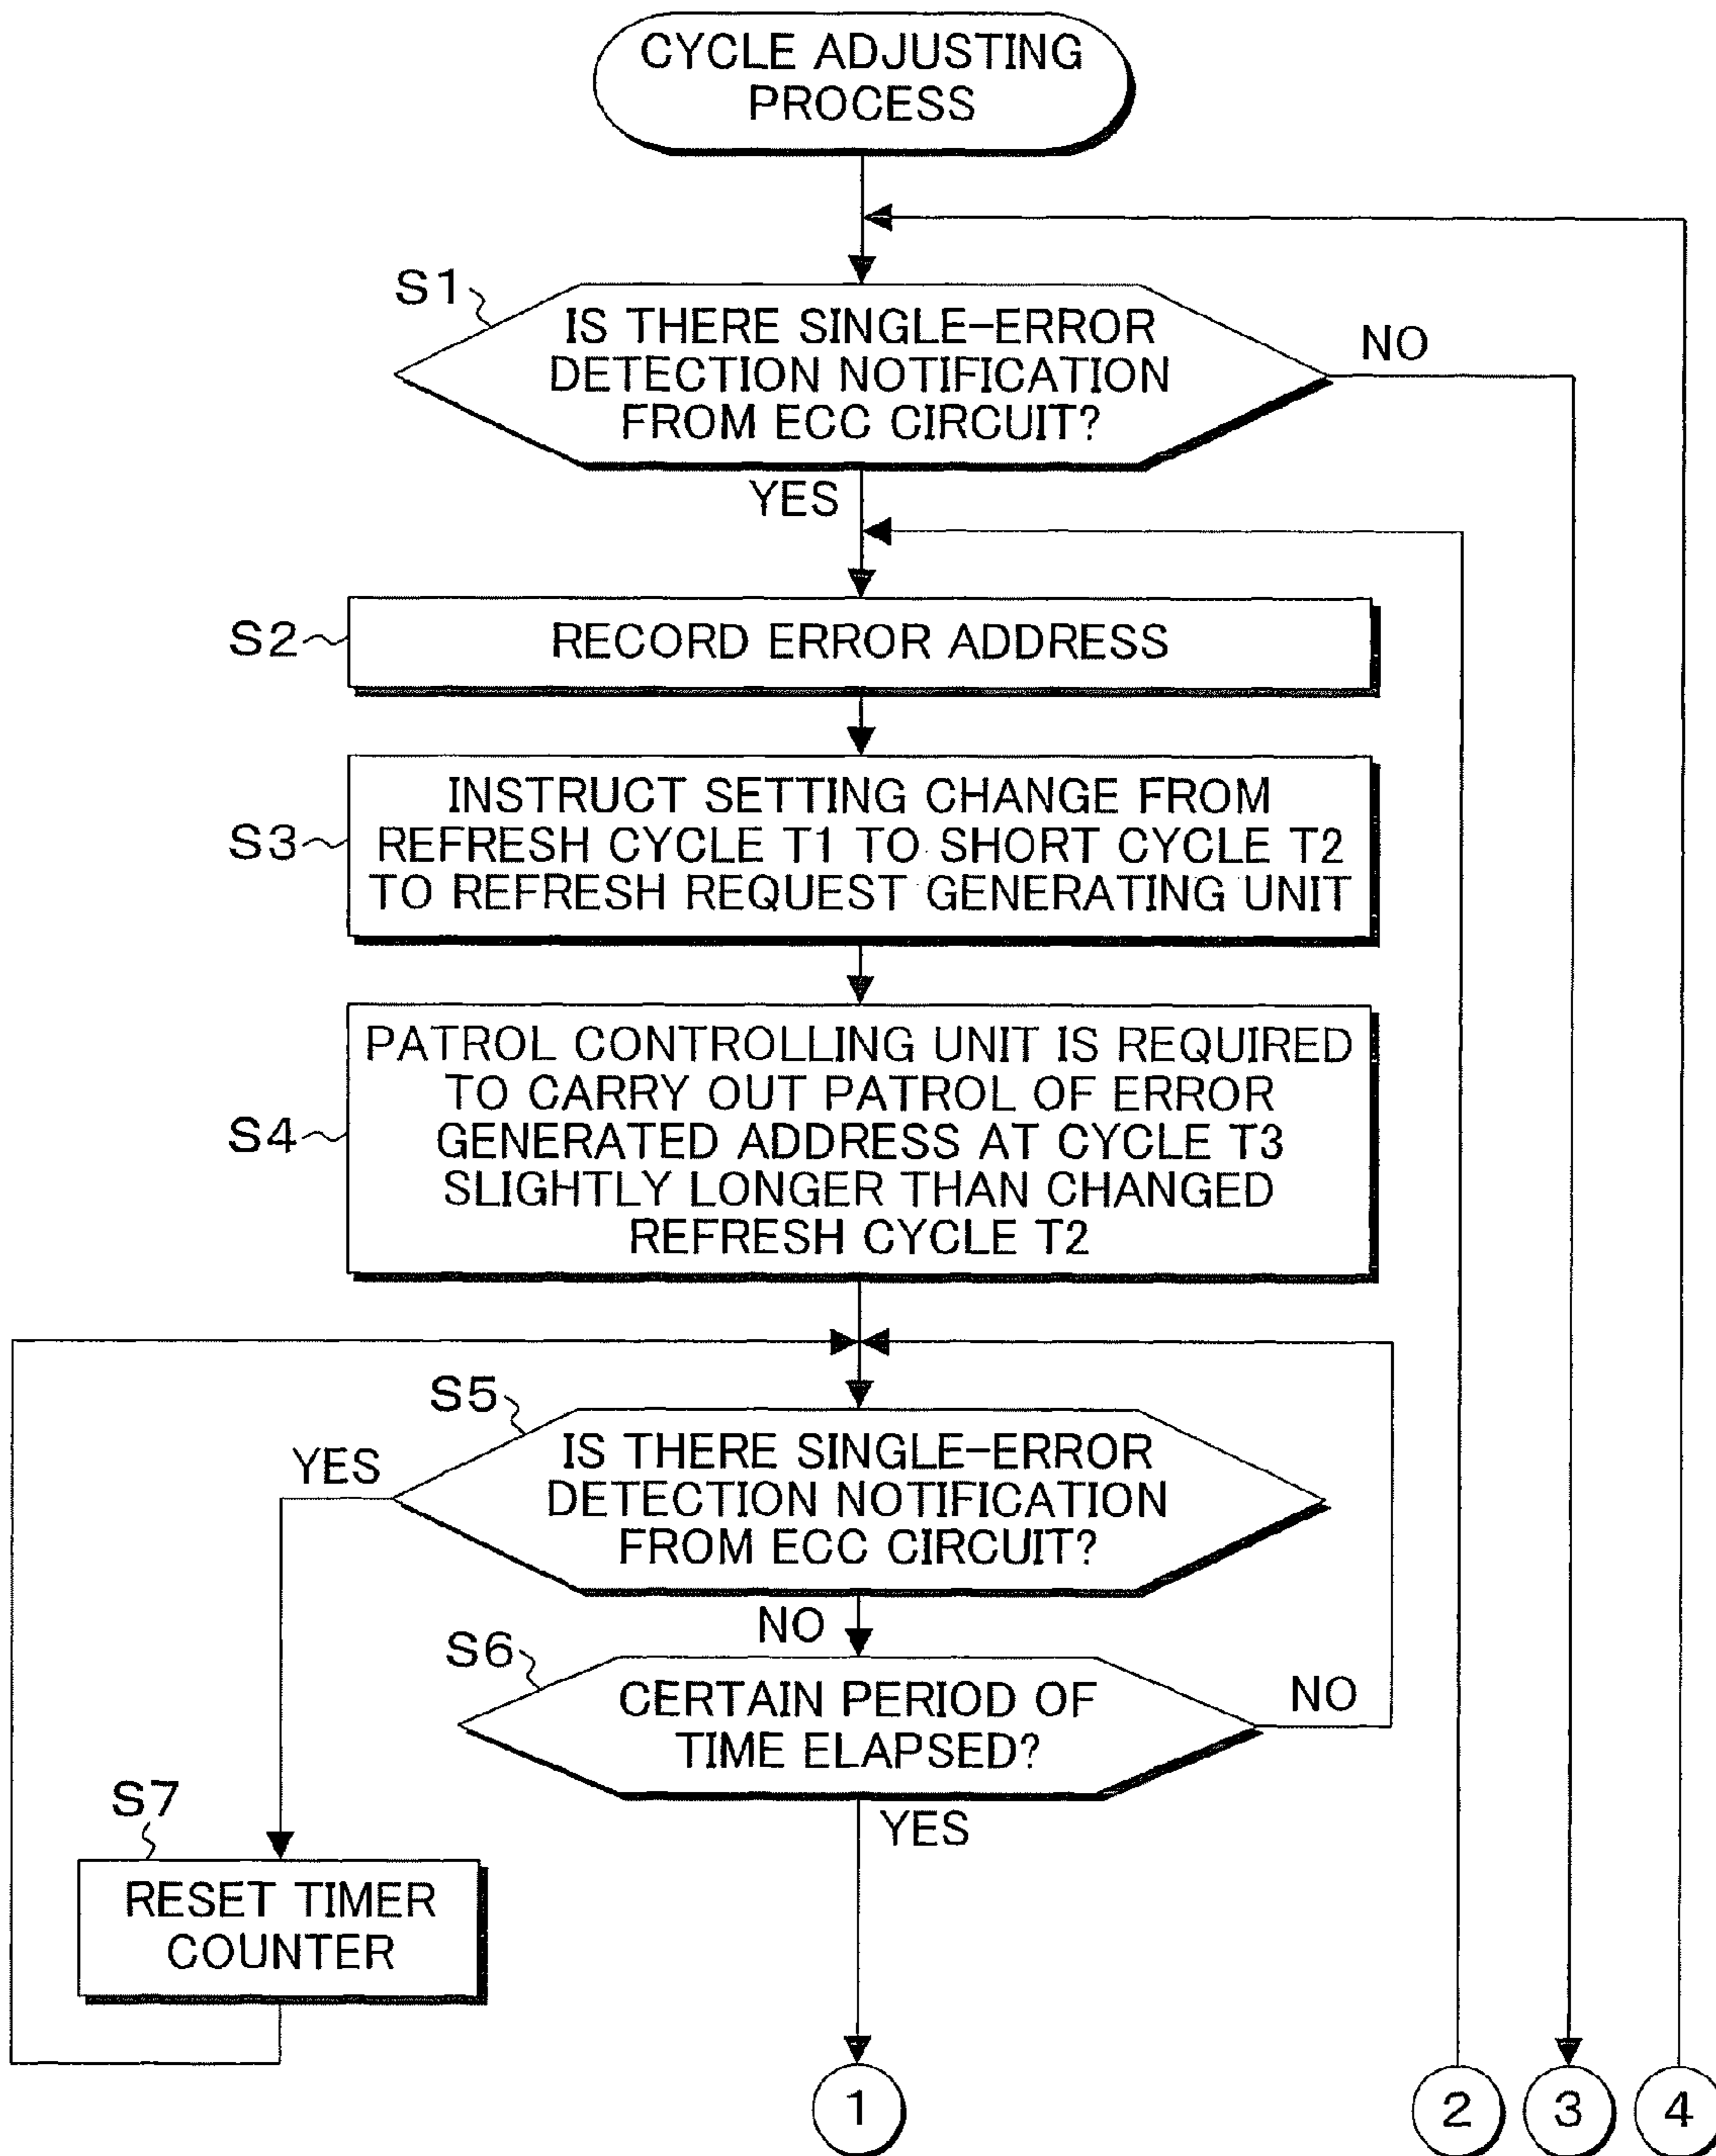 CYCLE ADJUSTING
PROCESS
S1
IS THERE SINGLE-ERROR
DETECTION NOTIFICATION
FROM ECC CIRCUIT?
NO
YES
S2
RECORD ERROR ADDRESS
S3
INSTRUCT SETTING CHANGE FROM
REFRESH CYCLE T1 TO SHORT CYCLE T2
TO REFRESH REQUEST GENERATING UNIT
S4
PATROL CONTROLLING UNIT IS REQUIRED
TO CARRY OUT PATROL OF ERROR
GENERATED ADDRESS AT CYCLE T3
SLIGHTLY LONGER THAN CHANGED
REFRESH CYCLE T2
S5
YES
IS THERE SINGLE-ERROR
DETECTION NOTIFICATION
FROM ECC CIRCUIT?
NO
S6
CERTAIN PERIOD OF
TIME ELAPSED?
NO
YES
S7
RESET TIMER
COUNTER
1
2
3
4